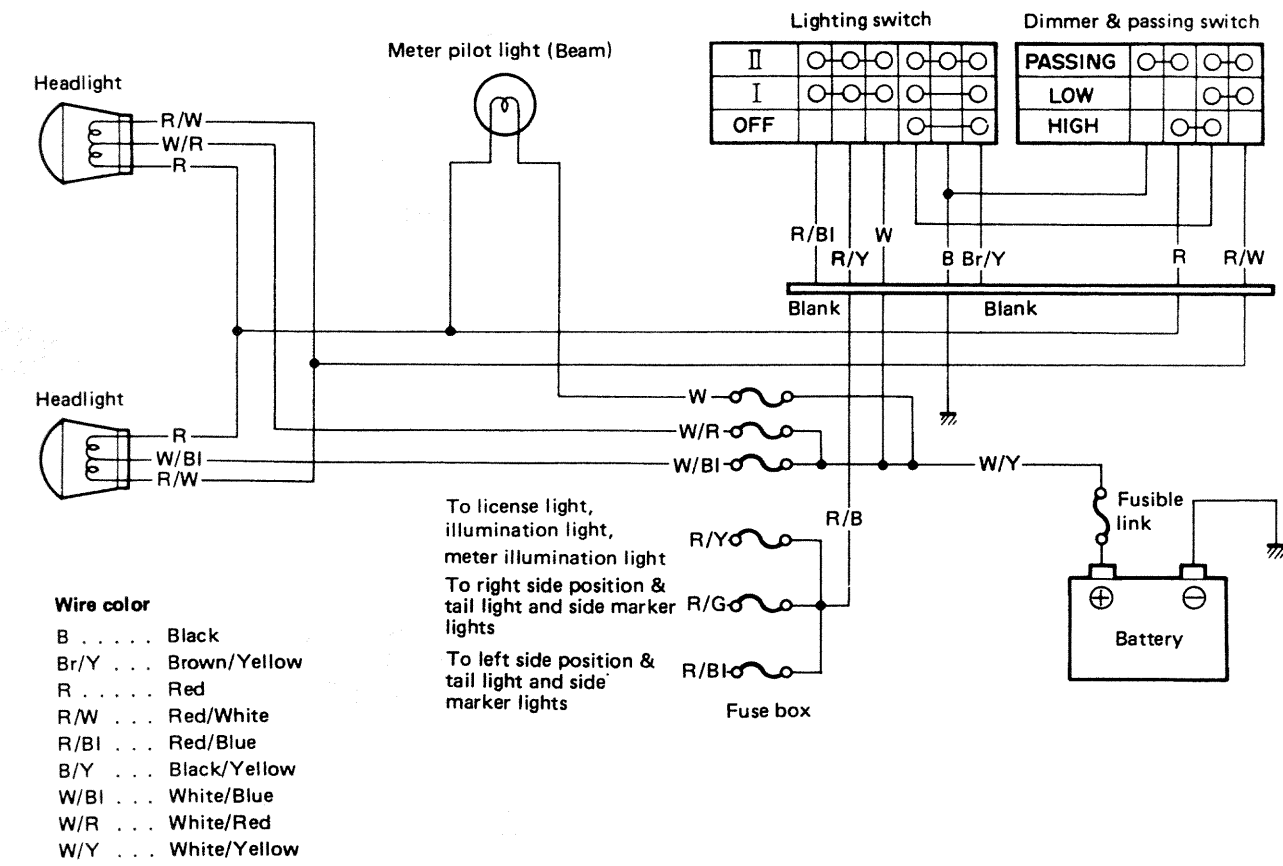 Lighting switch
Dimmer & passing switch
Meter pilot light (Beam)
Headlight
II
I
OFF
PASSING
LOW
HIGH
R/W
W/R
R
R/Bl
R/Y
W
B
Br/Y
R
R/W
Blank
Blank
Headlight
R
W/Bl
R/W
W
W/R
W/Bl
W/Y
R/B
Fusible
link
Battery
To license light,
illumination light,
meter illumination light
R/Y
To right side position &
tail light and side marker
lights
R/G
To left side position &
tail light and side
marker lights
R/Bl
Fuse box
Wire color
B ..... Black
Br/Y ... Brown/Yellow
R ..... Red
R/W ... Red/White
R/Bl ... Red/Blue
B/Y ... Black/Yellow
W/Bl ... White/Blue
W/R ... White/Red
W/Y ... White/Yellow